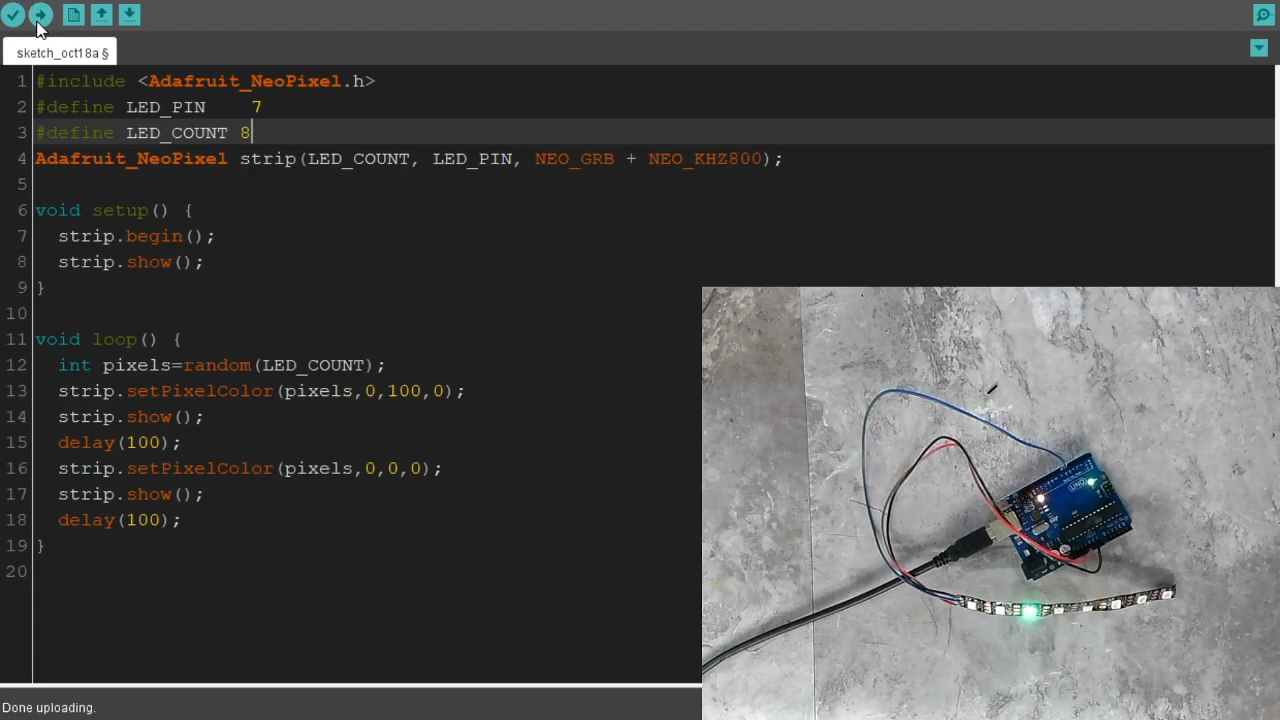 sketch_oct18a §
1 #include <Adafruit_NeoPixel.h>
2 #define LED_PIN    7
3 #define LED_COUNT 8
4 Adafruit_NeoPixel strip(LED_COUNT, LED_PIN, NEO_GRB + NEO_KHZ800);
5
6 void setup() {
7   strip.begin();
8   strip.show();
9 }
10
11 void loop() {
12   int pixels=random(LED_COUNT);
13   strip.setPixelColor(pixels,0,100,0);
14   strip.show();
15   delay(100);
16   strip.setPixelColor(pixels,0,0,0);
17   strip.show();
18   delay(100);
19 }
20
UNO
Done uploading.